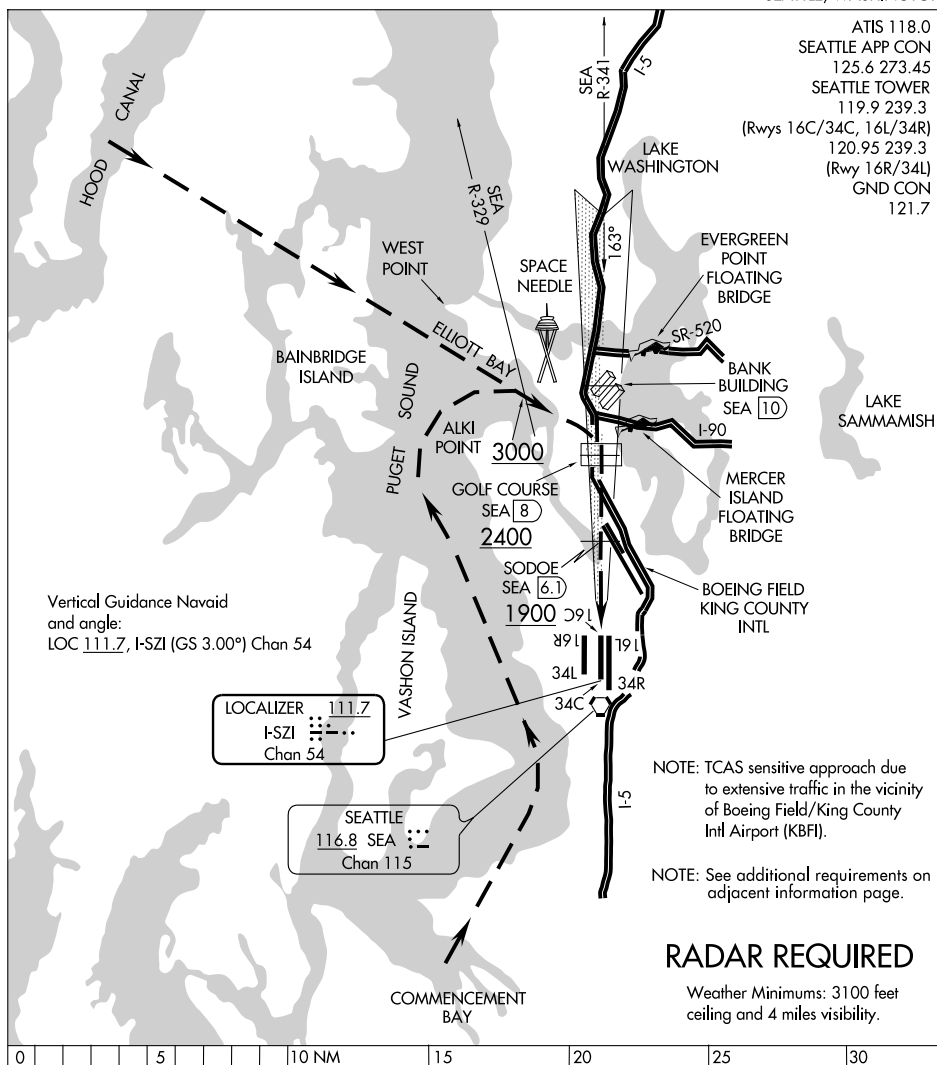 ATIS 118.0
SEATTLE APP CON
125.6 273.45
SEATTLE TOWER
119.9 239.3
(Rwys 16C/34C, 16L/34R)
120.95 239.3
(Rwy 16R/34L)
GND CON
121.7
HOOD CANAL
SEA
R-341
I-5
LAKE
WASHINGTON
SEA
R-329
163°
WEST
POINT
SPACE
NEEDLE
EVERGREEN
POINT
FLOATING
BRIDGE
SR-520
ELLIOTT BAY
BAINBRIDGE
ISLAND
BANK
BUILDING
SEA 10
LAKE
SAMMAMISH
PUGET SOUND
ALKI
POINT
3000
I-90
GOLF COURSE
SEA 8
2400
MERCER
ISLAND
FLOATING
BRIDGE
SODOE
SEA 6.1
1900
BOEING FIELD
KING COUNTY
INTL
Vertical Guidance Navaid
and angle:
LOC 111.7, I-SZI (GS 3.00°) Chan 54
VASHON ISLAND
16C
16R
16L
34L
34R
34C
LOCALIZER 111.7
I-SZI
Chan 54
SEATTLE
116.8 SEA
Chan 115
I-5
NOTE: TCAS sensitive approach due
to extensive traffic in the vicinity
of Boeing Field/King County
Intl Airport (KBFI).
NOTE: See additional requirements on
adjacent information page.
RADAR REQUIRED
Weather Minimums: 3100 feet
ceiling and 4 miles visibility.
COMMENCEMENT
BAY
0 5 10 NM 15 20 25 30